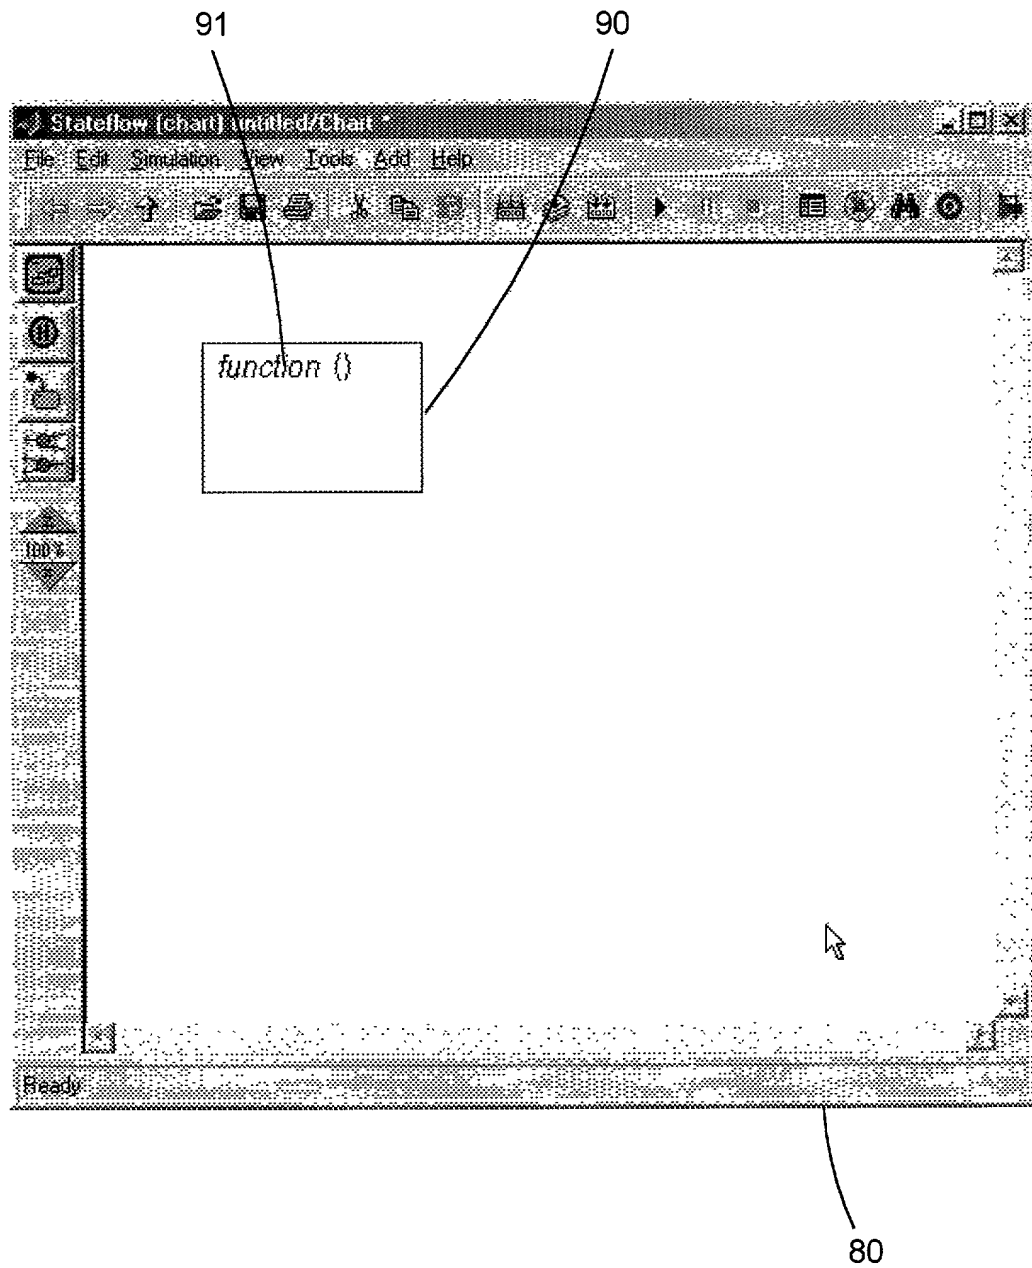 91 90
Stateflow (chart) untitled/Chart *
File Edit Simulation View Tools Add Help
function ()
100%
Ready
80